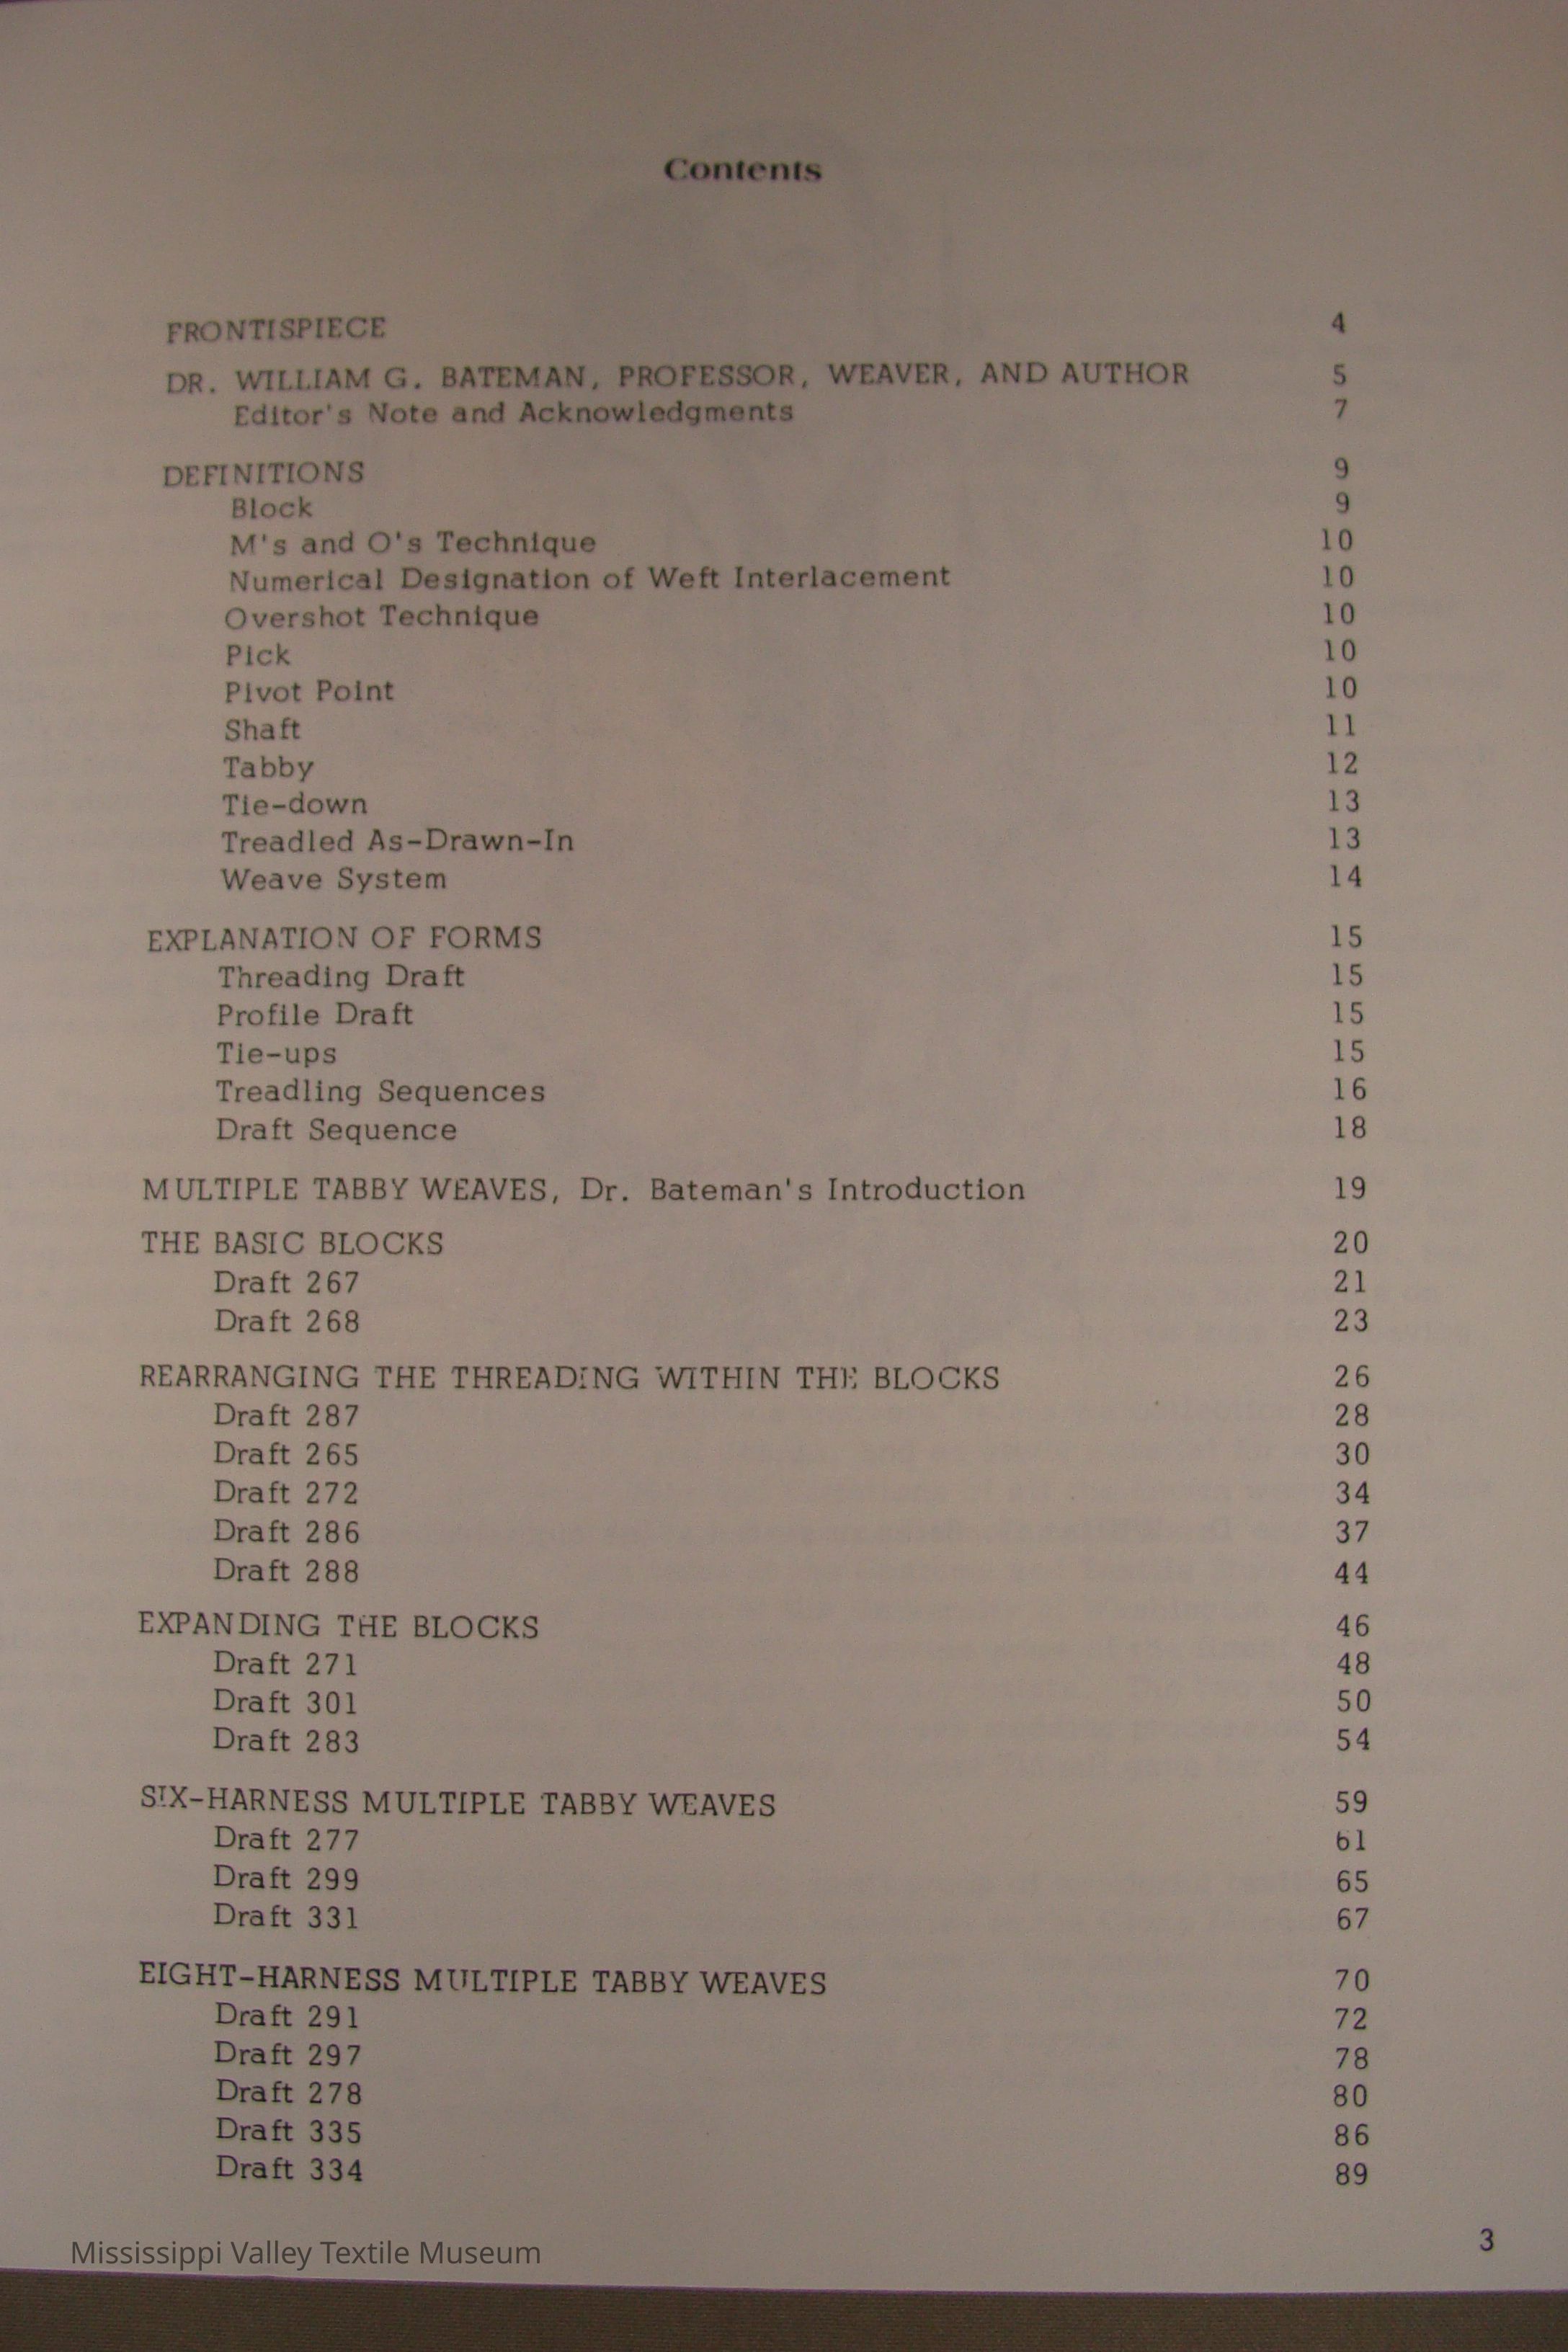 Contents
FRONTISPIECE 4
DR. WILLIAM G. BATEMAN, PROFESSOR, WEAVER, AND AUTHOR 5
Editor's Note and Acknowledgments 7
DEFINITIONS 9
Block 9
M's and O's Technique 10
Numerical Designation of Weft Interlacement 10
Overshot Technique 10
Pick 10
Pivot Point 10
Shaft 11
Tabby 12
Tie-down 13
Treadled As-Drawn-In 13
Weave System 14
EXPLANATION OF FORMS 15
Threading Draft 15
Profile Draft 15
Tie-ups 15
Treadling Sequences 16
Draft Sequence 18
MULTIPLE TABBY WEAVES, Dr. Bateman's Introduction 19
THE BASIC BLOCKS 20
Draft 267 21
Draft 268 23
REARRANGING THE THREADING WITHIN THE BLOCKS 26
Draft 287 28
Draft 265 30
Draft 272 34
Draft 286 37
Draft 288 44
EXPANDING THE BLOCKS 46
Draft 271 48
Draft 301 50
Draft 283 54
SIX-HARNESS MULTIPLE TABBY WEAVES 59
Draft 277 61
Draft 299 65
Draft 331 67
EIGHT-HARNESS MULTIPLE TABBY WEAVES 70
Draft 291 72
Draft 297 78
Draft 278 80
Draft 335 86
Draft 334 89
3
Mississippi Valley Textile Museum